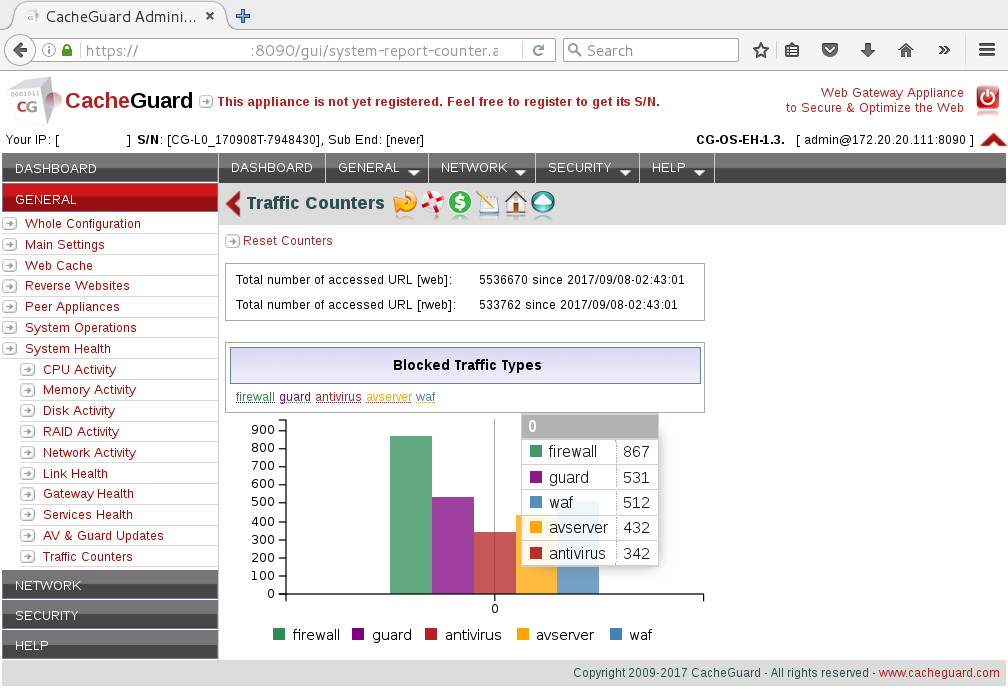 CacheGuard Admini...
https:// :8090/gui/system-report-counter.a
Search
0001011
CG
CacheGuard
This appliance is not yet registered. Feel free to register to get its S/N.
Web Gateway Appliance
to Secure & Optimize the Web
Your IP: [ ] S/N: [CG-L0_170908T-7948430], Sub End: [never]
CG-OS-EH-1.3. [ admin@172.20.20.111:8090 ]
DASHBOARD
DASHBOARD GENERAL NETWORK SECURITY HELP
GENERAL
Whole Configuration
Main Settings
Web Cache
Reverse Websites
Peer Appliances
System Operations
System Health
CPU Activity
Memory Activity
Disk Activity
RAID Activity
Network Activity
Link Health
Gateway Health
Services Health
AV & Guard Updates
Traffic Counters
NETWORK
SECURITY
HELP
Traffic Counters
Reset Counters
Total number of accessed URL [web]: 5536670 since 2017/09/08-02:43:01
Total number of accessed URL [rweb]: 533762 since 2017/09/08-02:43:01
Blocked Traffic Types
firewall guard antivirus avserver waf
900
800
700
600
500
400
300
200
100
0
0
0
firewall 867
guard 531
waf 512
avserver 432
antivirus 342
firewall guard antivirus avserver waf
Copyright 2009-2017 CacheGuard - All rights reserved - www.cacheguard.com